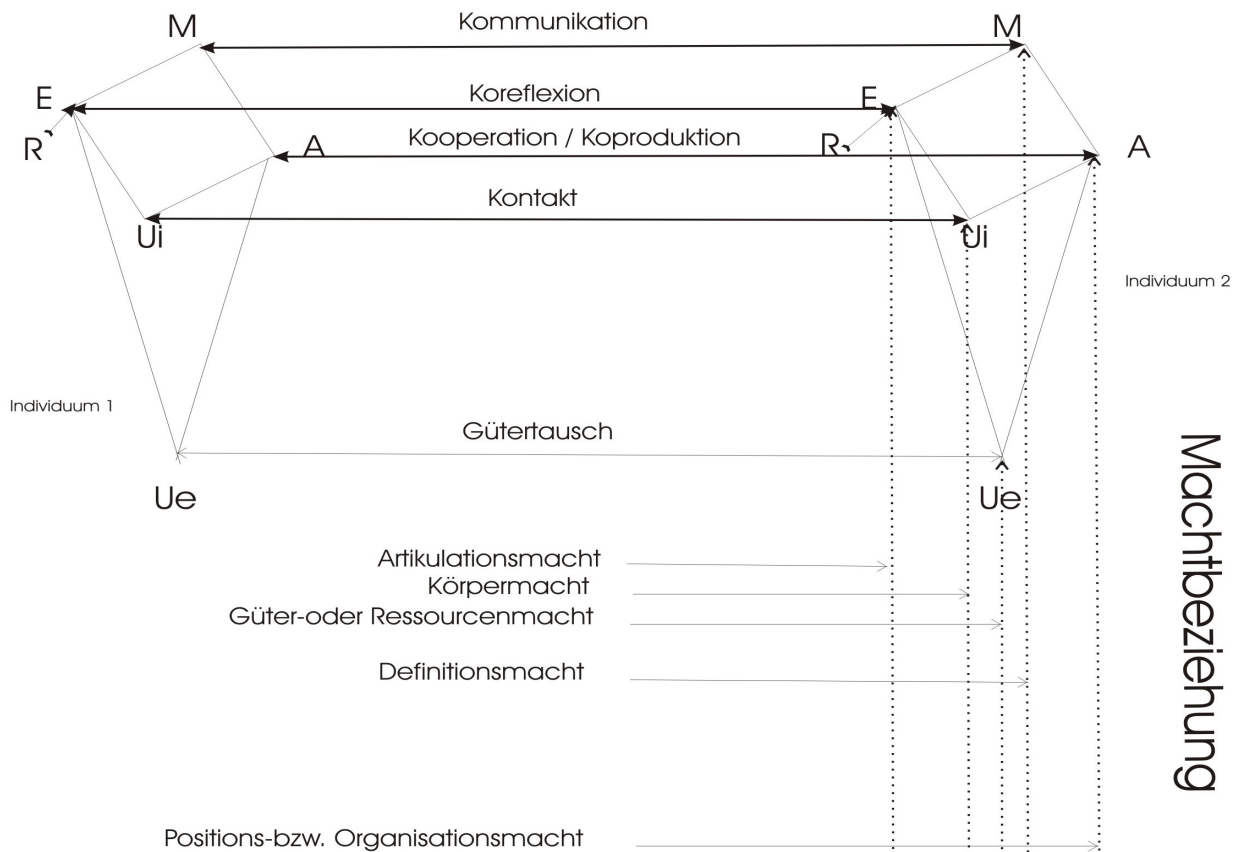 M
Kommunikation
M
E
Koreflexion
E
R
Kooperation / Koproduktion
R
A
A
Kontakt
Ui
Ui
Individuum 2
Individuum 1
Gütertausch
Ue
Ue
Machtbeziehung
Artikulationsmacht
Körpermacht
Güter-oder Ressourcenmacht
Definitionsmacht
Positions-bzw. Organisationsmacht